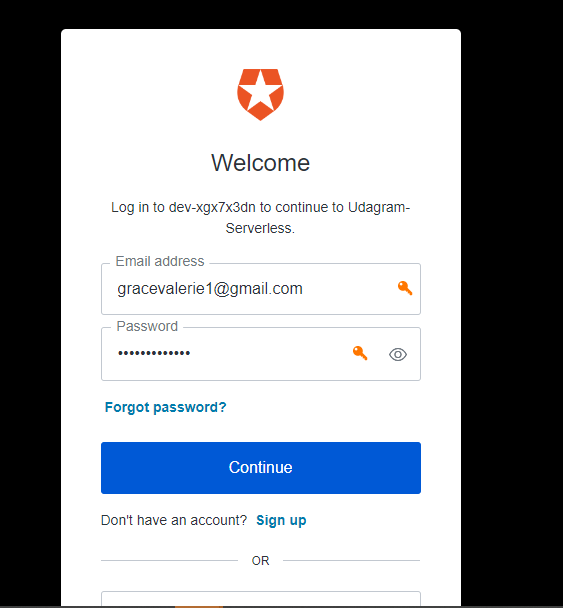 Welcome
Log in to dev-xgx7x3dn to continue to Udagram-
Serverless.
Email address
gracevalerie1@gmail.com
Password
•••••••••••••
Forgot password?
Continue
Don't have an account? Sign up
OR